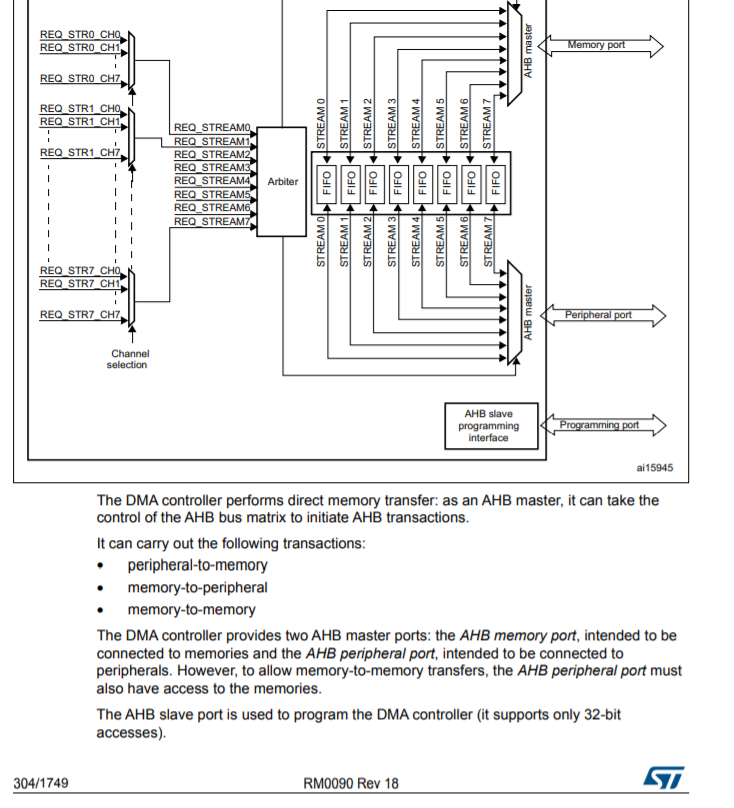 REQ_STR0_CH0
REQ_STR0_CH1
REQ_STR0_CH7
REQ_STR1_CH0
REQ_STR1_CH1
REQ_STR1_CH7
REQ_STR7_CH0
REQ_STR7_CH1
REQ_STR7_CH7
Channel
selection
REQ_STREAM0
REQ_STREAM1
REQ_STREAM2
REQ_STREAM3
REQ_STREAM4
REQ_STREAM5
REQ_STREAM6
REQ_STREAM7
Arbiter
STREAM 0
STREAM 1
STREAM 2
STREAM 3
STREAM 4
STREAM 5
STREAM 6
STREAM 7
FIFO
FIFO
FIFO
FIFO
FIFO
FIFO
FIFO
FIFO
STREAM 0
STREAM 1
STREAM 2
STREAM 3
STREAM 4
STREAM 5
STREAM 6
STREAM 7
AHB master
Memory port
AHB master
Peripheral port
AHB slave
programming
interface
Programming port
ai15945
The DMA controller performs direct memory transfer: as an AHB master, it can take the
control of the AHB bus matrix to initiate AHB transactions.
It can carry out the following transactions:
• peripheral-to-memory
• memory-to-peripheral
• memory-to-memory
The DMA controller provides two AHB master ports: the AHB memory port, intended to be
connected to memories and the AHB peripheral port, intended to be connected to
peripherals. However, to allow memory-to-memory transfers, the AHB peripheral port must
also have access to the memories.
The AHB slave port is used to program the DMA controller (it supports only 32-bit
accesses).
304/1749
RM0090 Rev 18
ST